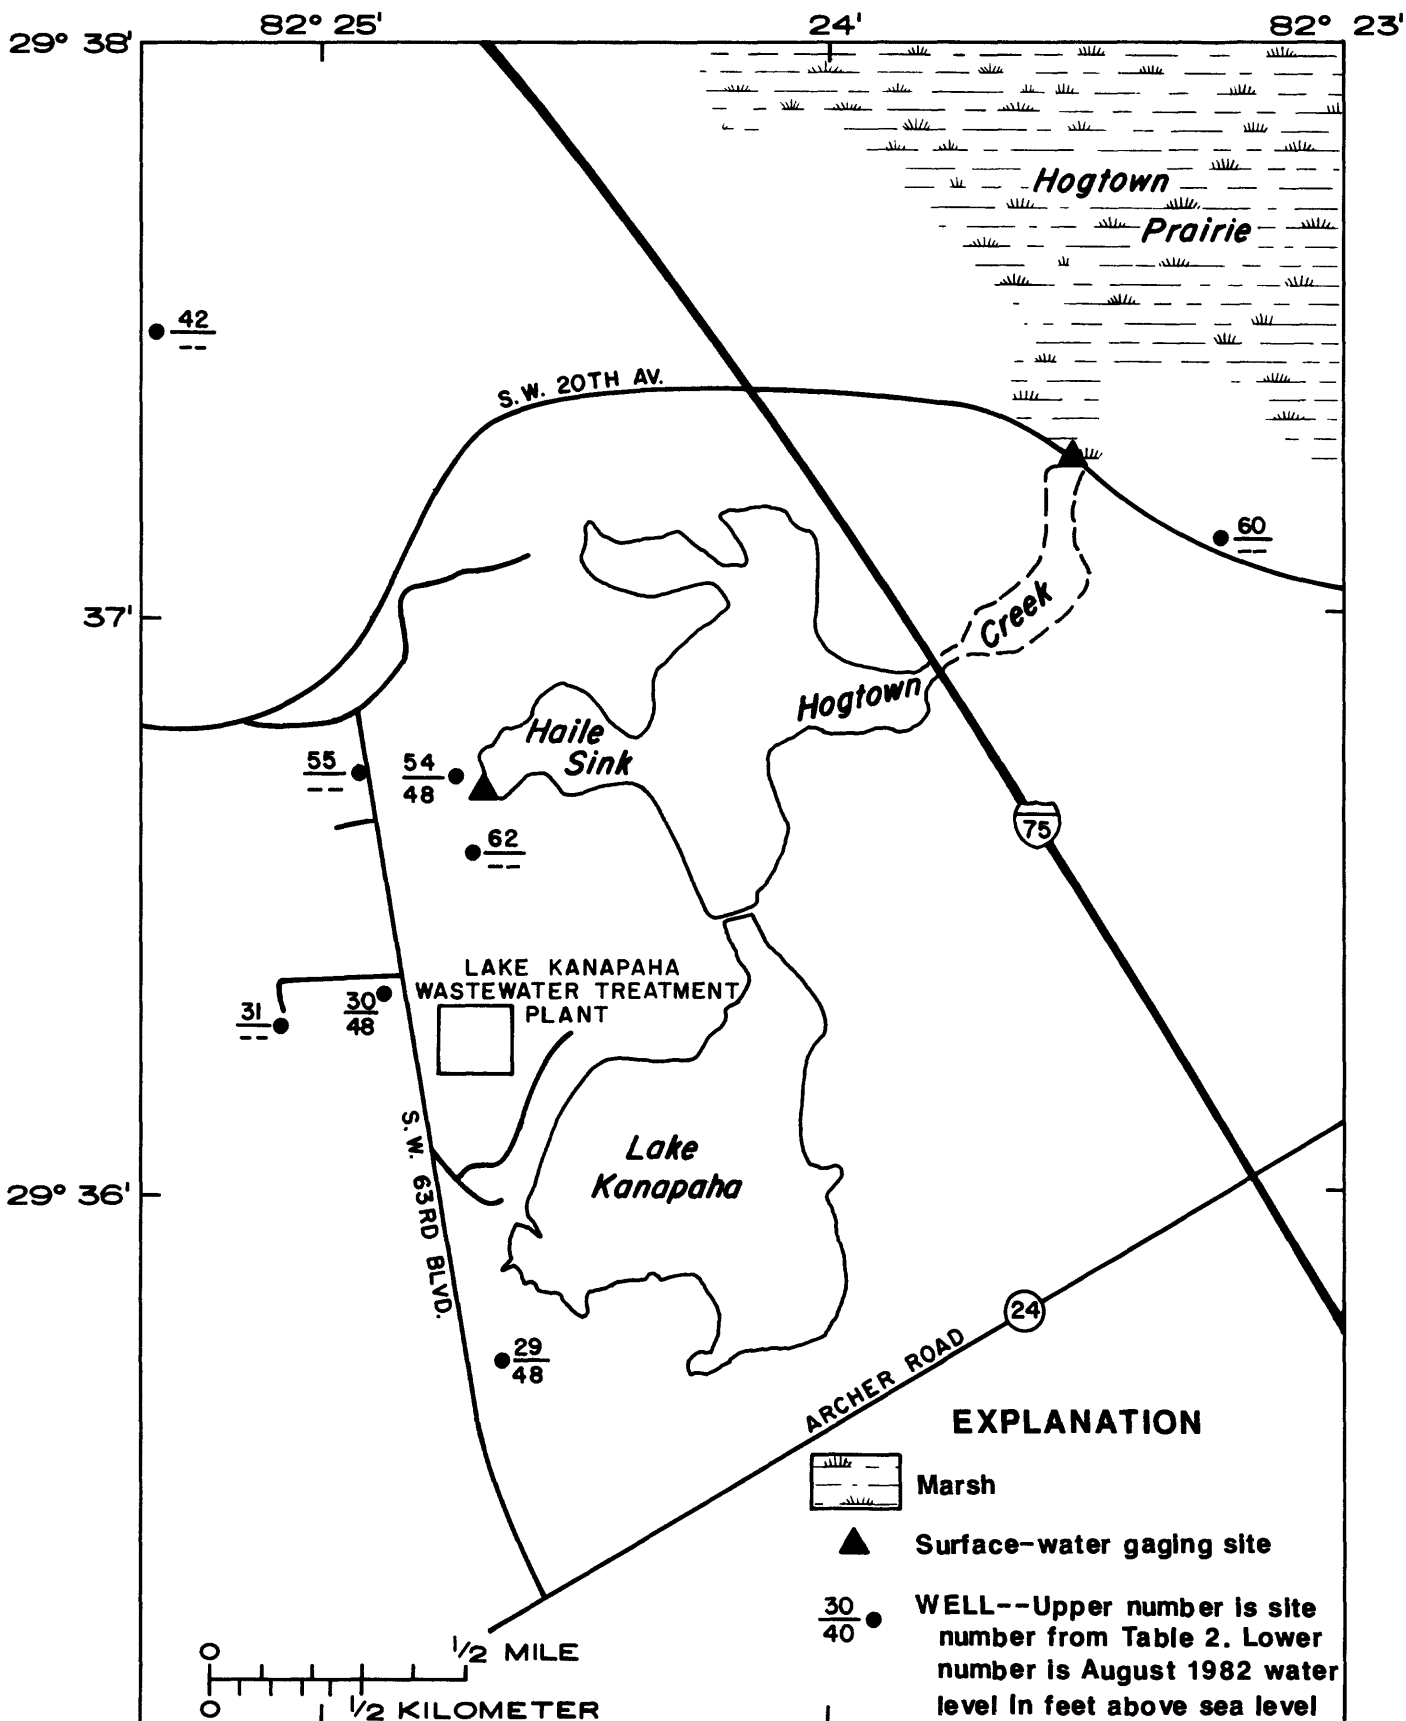 82° 25'
24'
82° 23'
29° 38'
Hogtown
Prairie
42
--
S.W. 20TH AV.
60
--
37'
Creek
Hogtown
Haile
Sink
55
--
54
48
62
--
75
LAKE KANAPAHA
WASTEWATER TREATMENT
PLANT
31
--
30
48
S.W. 63RD BLVD.
Lake
Kanapaha
29° 36'
29
48
24
ARCHER ROAD
EXPLANATION
Marsh
Surface-water gaging site
30
40
WELL--Upper number is site
number from Table 2. Lower
number is August 1982 water
level in feet above sea level
0
1/2 MILE
0
1/2 KILOMETER